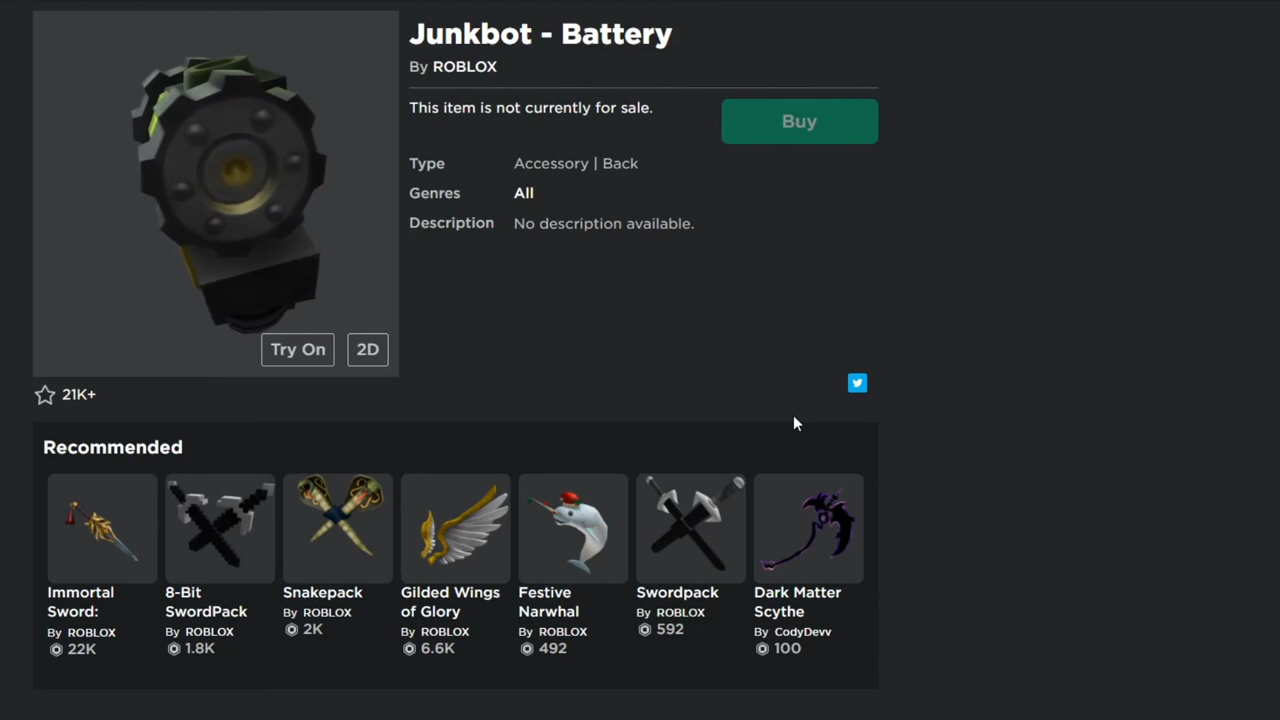 Junkbot - Battery
By ROBLOX
This item is not currently for sale.
Buy
Type Accessory | Back
Genres All
Description No description available.
Try On
2D
21K+
Recommended
Immortal Sword:
By ROBLOX
22K
8-Bit SwordPack
By ROBLOX
1.8K
Snakepack
By ROBLOX
2K
Gilded Wings of Glory
By ROBLOX
6.6K
Festive Narwhal
By ROBLOX
492
Swordpack
By ROBLOX
592
Dark Matter Scythe
By CodyDevv
100